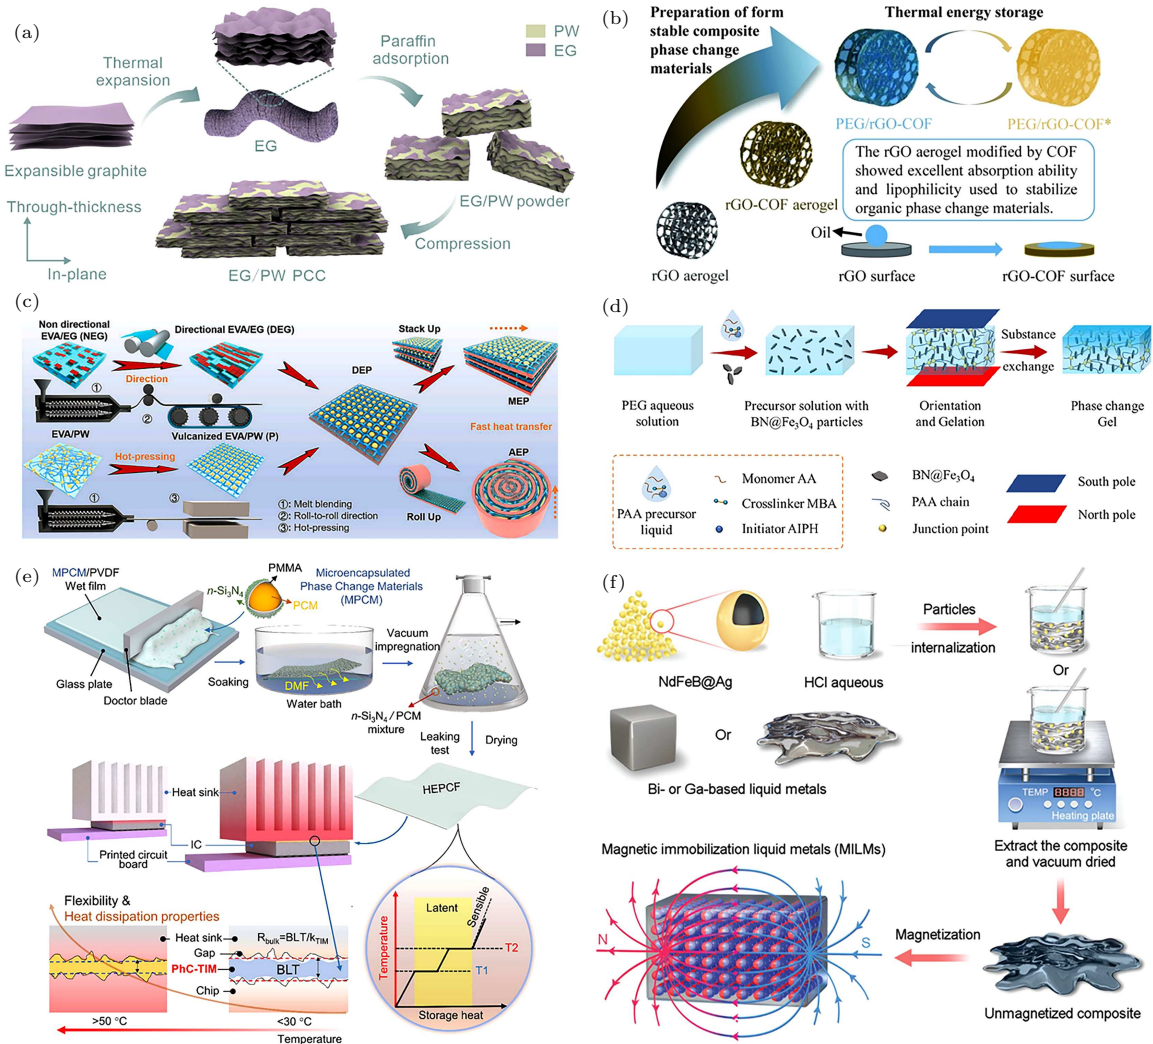 (a)
PW
EG
Thermal
expansion
Paraffin
adsorption
EG
Expansible graphite
EG/PW powder
Through-thickness
In-plane
Compression
EG/PW PCC
(b)
Preparation of form
stable composite
phase change
materials
Thermal energy storage
PEG/rGO-COF
PEG/rGO-COF*
rGO-COF aerogel
rGO aerogel
The rGO aerogel modified by COF
showed excellent absorption ability
and lipophilicity used to stabilize
organic phase change materials.
Oil
rGO surface
rGO-COF surface
(c)
Non directional
EVA/EG (NEG)
Directional EVA/EG (DEG)
Stack Up
Direction
①
②
DEP
MEP
EVA/PW
Vulcanized EVA/PW (P)
Fast heat transfer
Hot-pressing
AEP
①
③
①: Melt blending
②: Roll-to-roll direction
③: Hot-pressing
Roll Up
(d)
Substance
exchange
PEG aqueous
solution
Precursor solution with
BN@Fe₃O₄ particles
Orientation
and Gelation
Phase change
Gel
PAA precursor
liquid
Monomer AA
Crosslinker MBA
Initiator AIPH
BN@Fe₃O₄
PAA chain
Junction point
South pole
North pole
(e)
MPCM/PVDF
Wet film
n-Si₃N₄
PMMA
PCM
Microencapsulated
Phase Change Materials
(MPCM)
Glass plate
Doctor blade
Soaking
DMF
Water bath
Vacuum
impregnation
n-Si₃N₄ / PCM
mixture
Leaking
test
Drying
HEPCF
Heat sink
IC
Printed circuit
board
Flexibility &
Heat dissipation properties
Heat sink
Gap
PhC-TIM
Chip
R_bulk=BLT/k_TIM
BLT
>50 °C
<30 °C
Temperature
Latent
Sensible
T2
T1
Temperature
Storage heat
(f)
NdFeB@Ag
HCl aqueous
Particles
internalization
Or
Or
Bi- or Ga-based liquid metals
TEMP
8888
°C
Heating plate
Extract the composite
and vacuum dried
Magnetic immobilization liquid metals (MILMs)
N
S
Magnetization
Unmagnetized composite